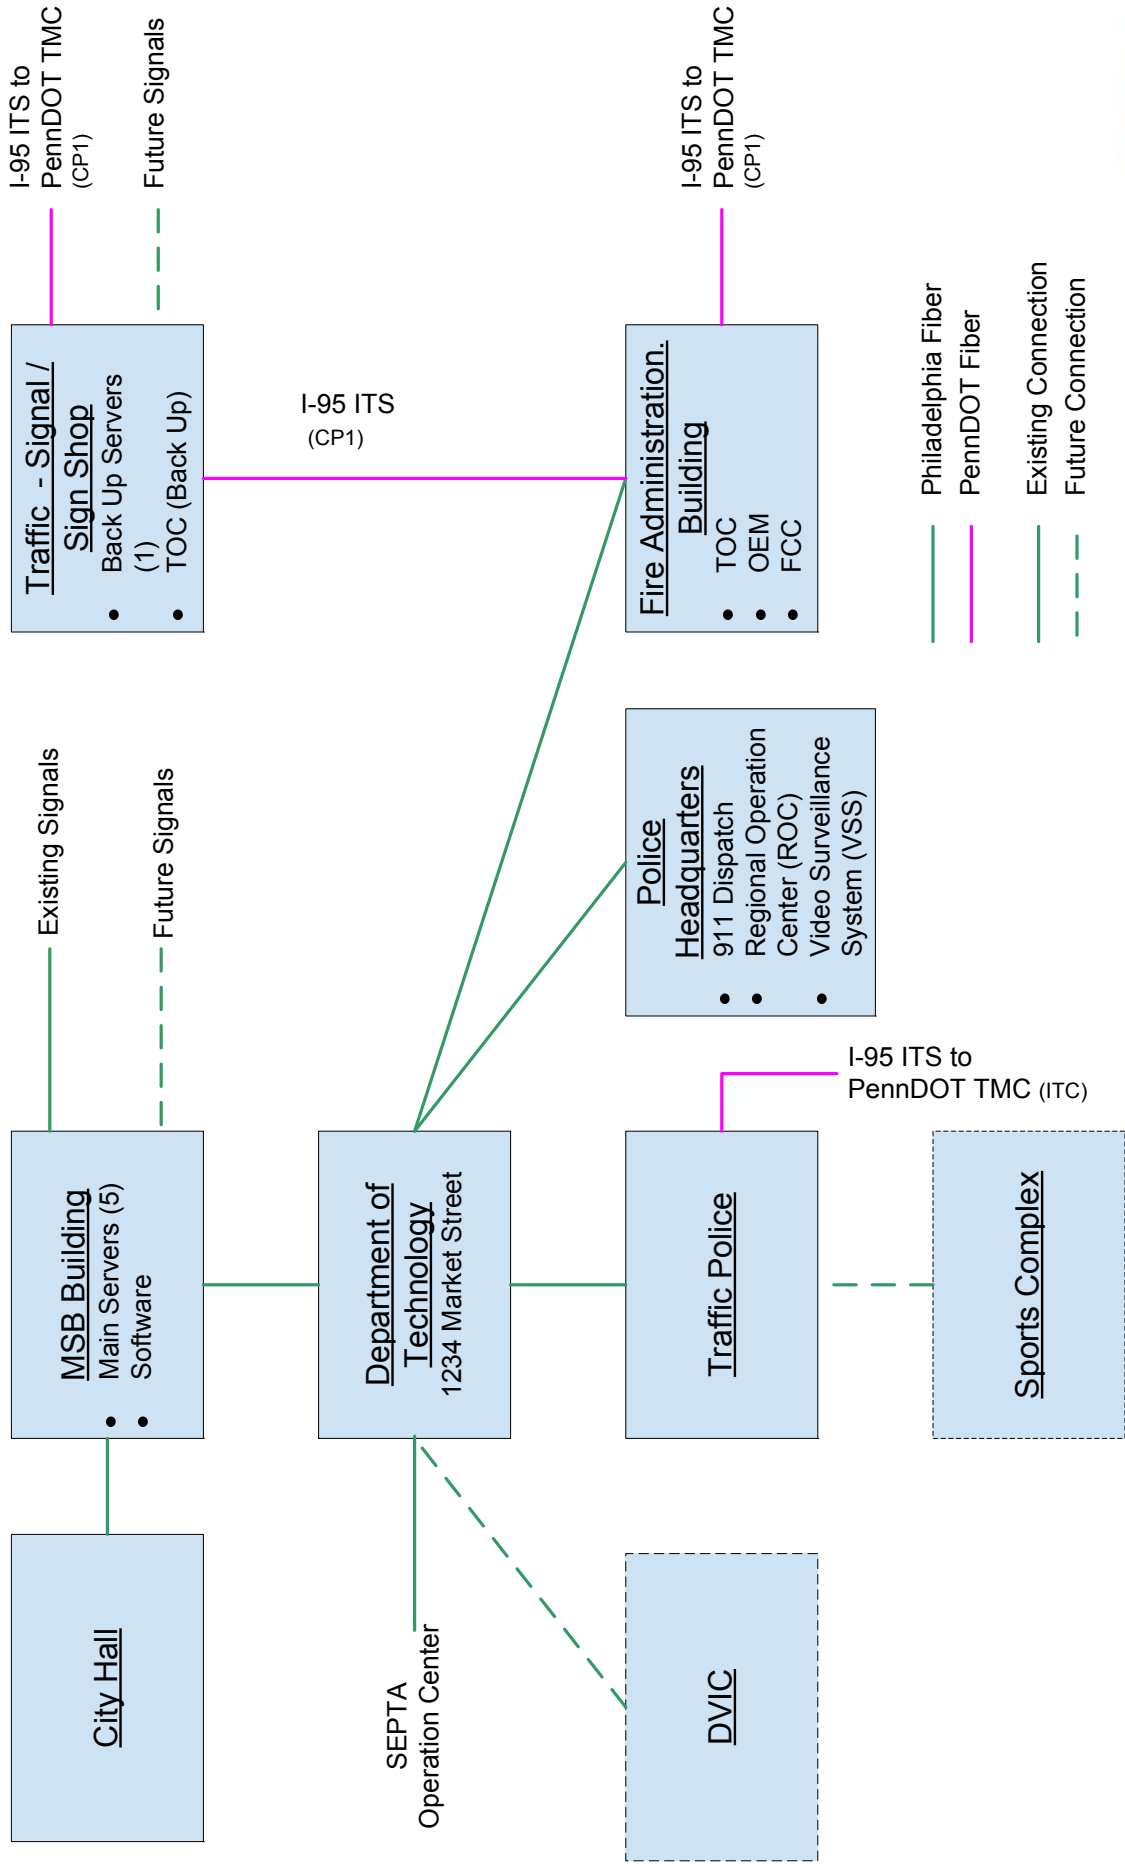 City Hall
MSB Building
• Main Servers (5)
• Software
Existing Signals
Future Signals
Traffic - Signal /
Sign Shop
• Back Up Servers
(1)
• TOC (Back Up)
I-95 ITS to
PennDOT TMC
(CP1)
Future Signals
SEPTA
Operation Center
Department of
Technology
1234 Market Street
I-95 ITS
(CP1)
DVIC
Traffic Police
I-95 ITS to
PennDOT TMC (ITC)
Police
Headquarters
• 911 Dispatch
• Regional Operation
Center (ROC)
• Video Surveillance
System (VSS)
Fire Administration.
Building
• TOC
• OEM
• FCC
I-95 ITS to
PennDOT TMC
(CP1)
Sports Complex
Philadelphia Fiber
PennDOT Fiber
Existing Connection
Future Connection